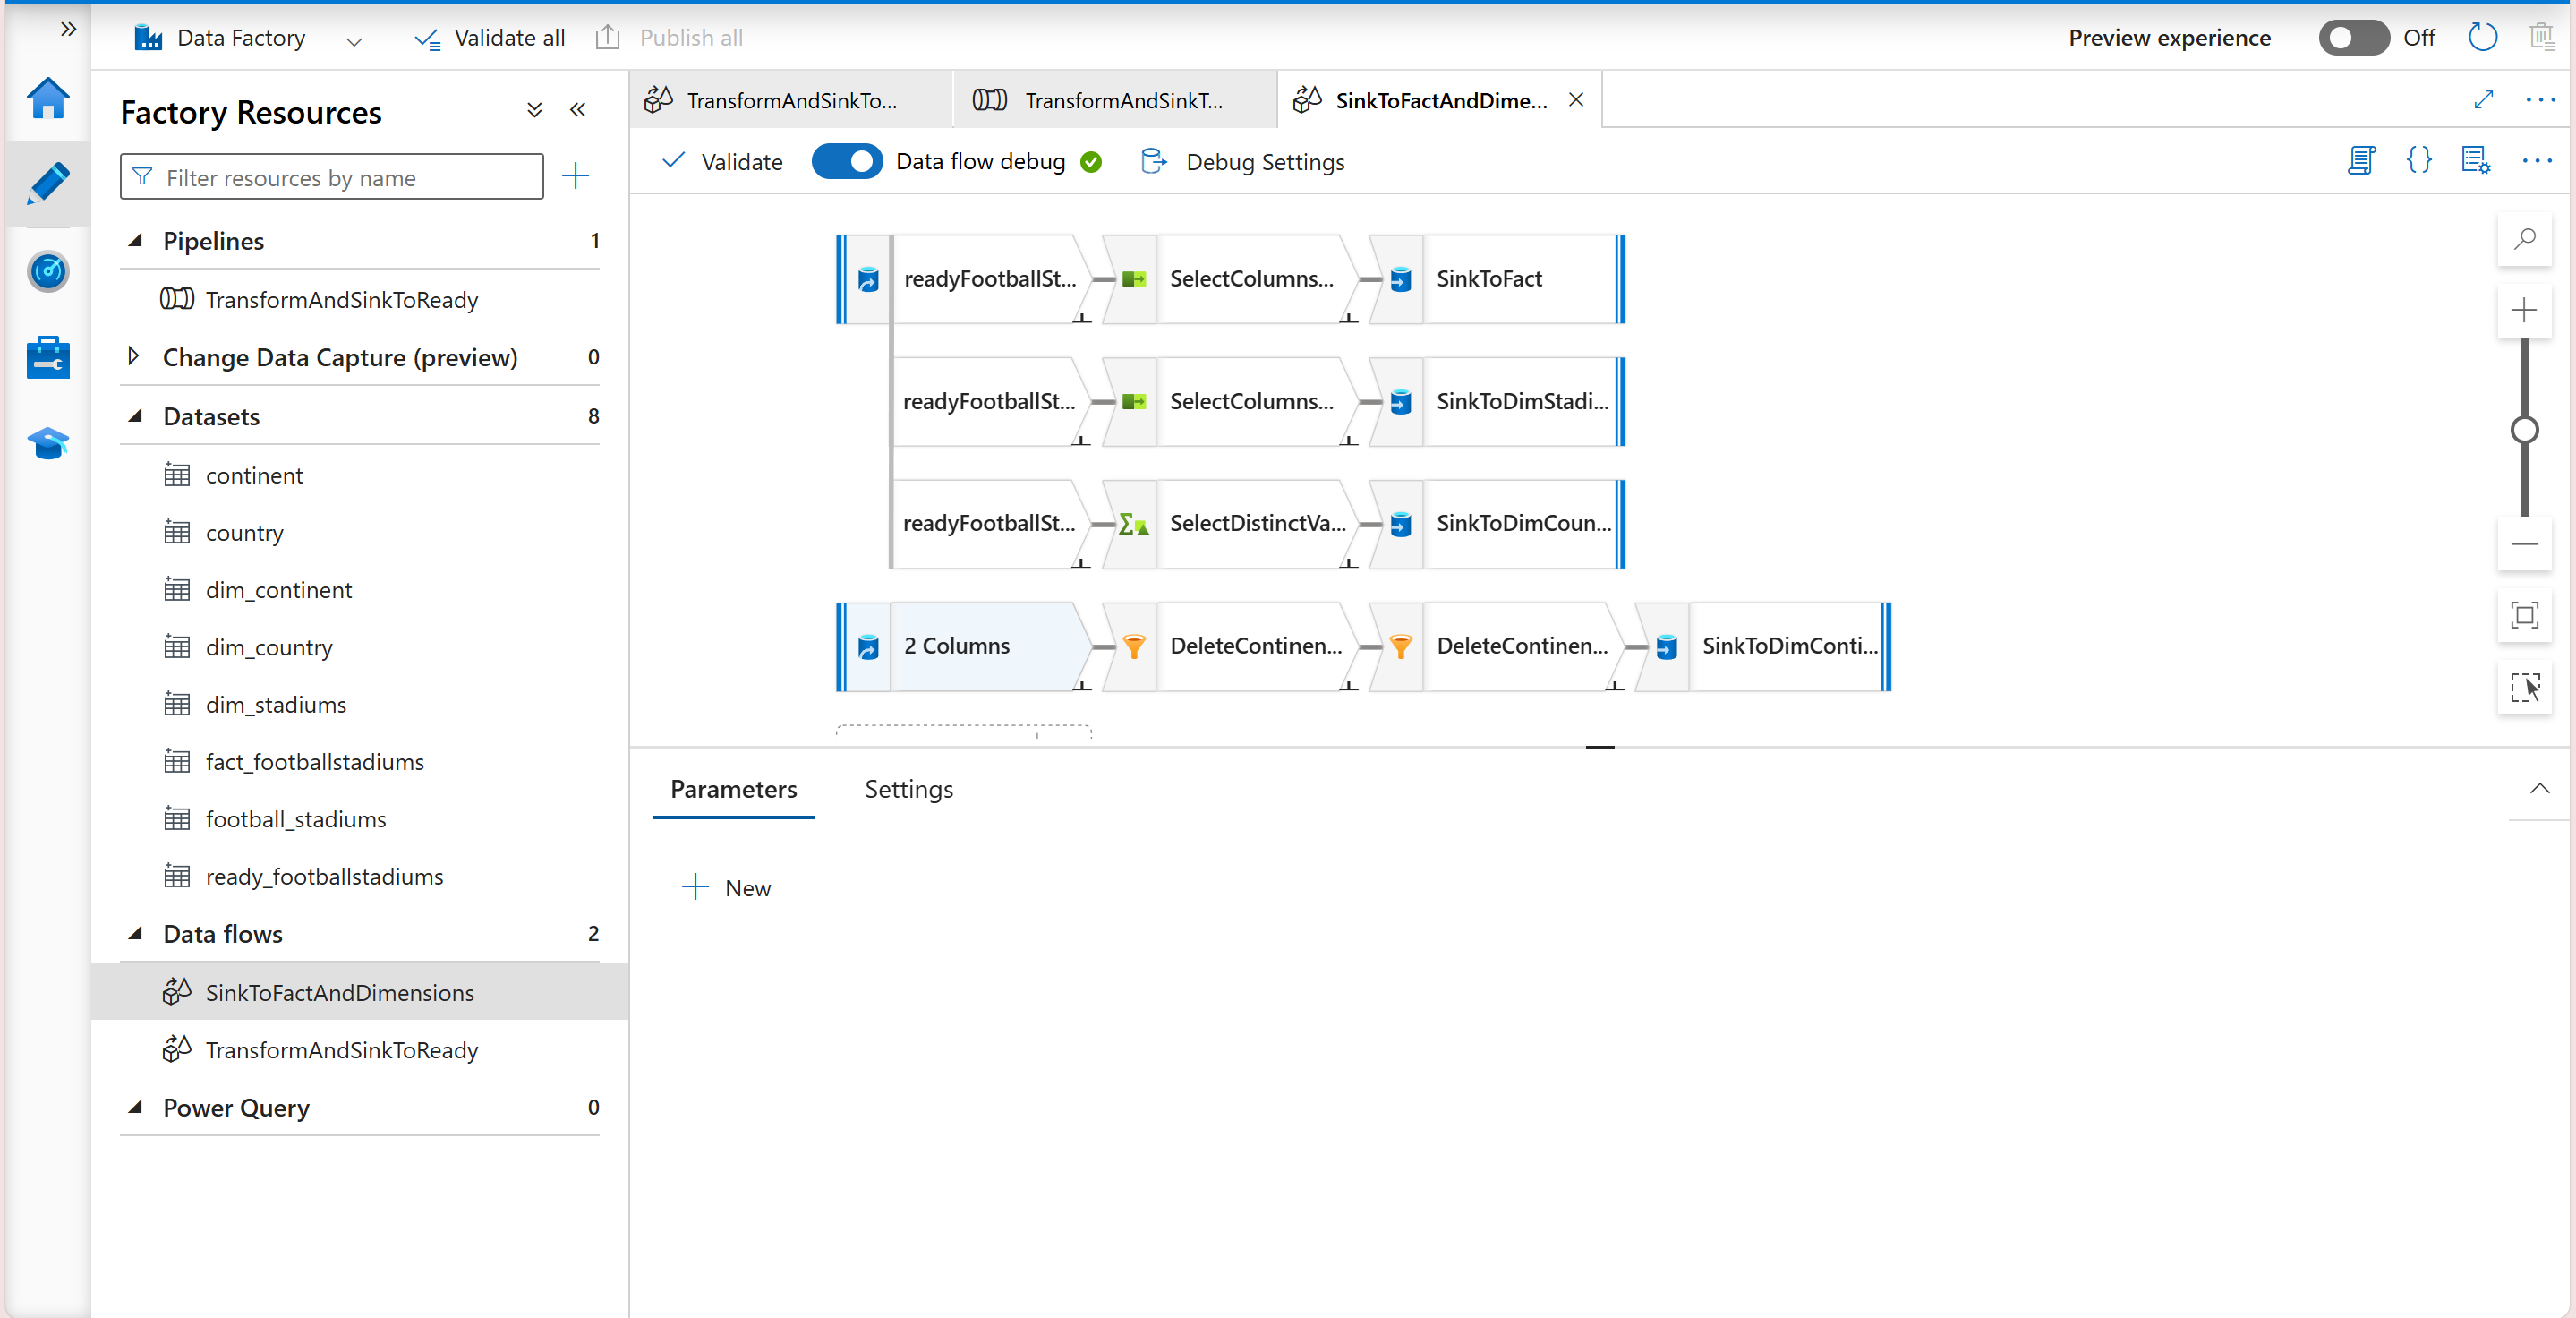 Data Factory
Validate all
Publish all
Preview experience
Off
Factory Resources
Filter resources by name
Pipelines 1
TransformAndSinkToReady
Change Data Capture (preview) 0
Datasets 8
continent
country
dim_continent
dim_country
dim_stadiums
fact_footballstadiums
football_stadiums
ready_footballstadiums
Data flows 2
SinkToFactAndDimensions
TransformAndSinkToReady
Power Query 0
TransformAndSinkTo...
TransformAndSinkT...
SinkToFactAndDime...
Validate
Data flow debug
Debug Settings
readyFootballSt... SelectColumns... SinkToFact
readyFootballSt... SelectColumns... SinkToDimStadi...
readyFootballSt... SelectDistinctVa... SinkToDimCoun...
2 Columns DeleteContinen... DeleteContinen... SinkToDimConti...
Parameters
Settings
New